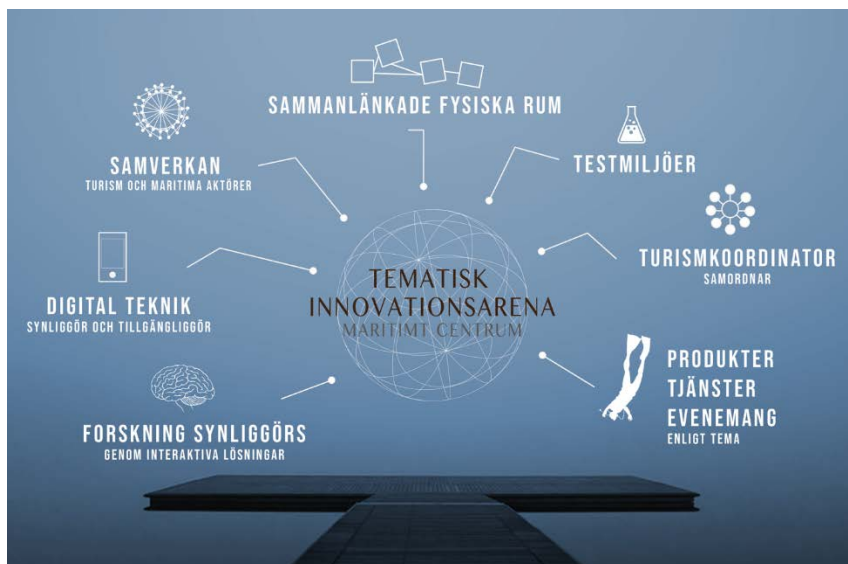 SAMMANLÄNKADE FYSISKA RUM
SAMVERKAN
TURISM OCH MARITIMA AKTÖRER
TESTMILJÖER
TURISMKOORDINATOR
SAMORDNAR
DIGITAL TEKNIK
SYNLIGGÖR OCH TILLGÄNGLIGGÖR
TEMATISK
INNOVATIONSARENA
MARITIMT CENTRUM
PRODUKTER
TJÄNSTER
EVENEMANG
ENLIGT TEMA
FORSKNING SYNLIGGÖRS
GENOM INTERAKTIVA LÖSNINGAR